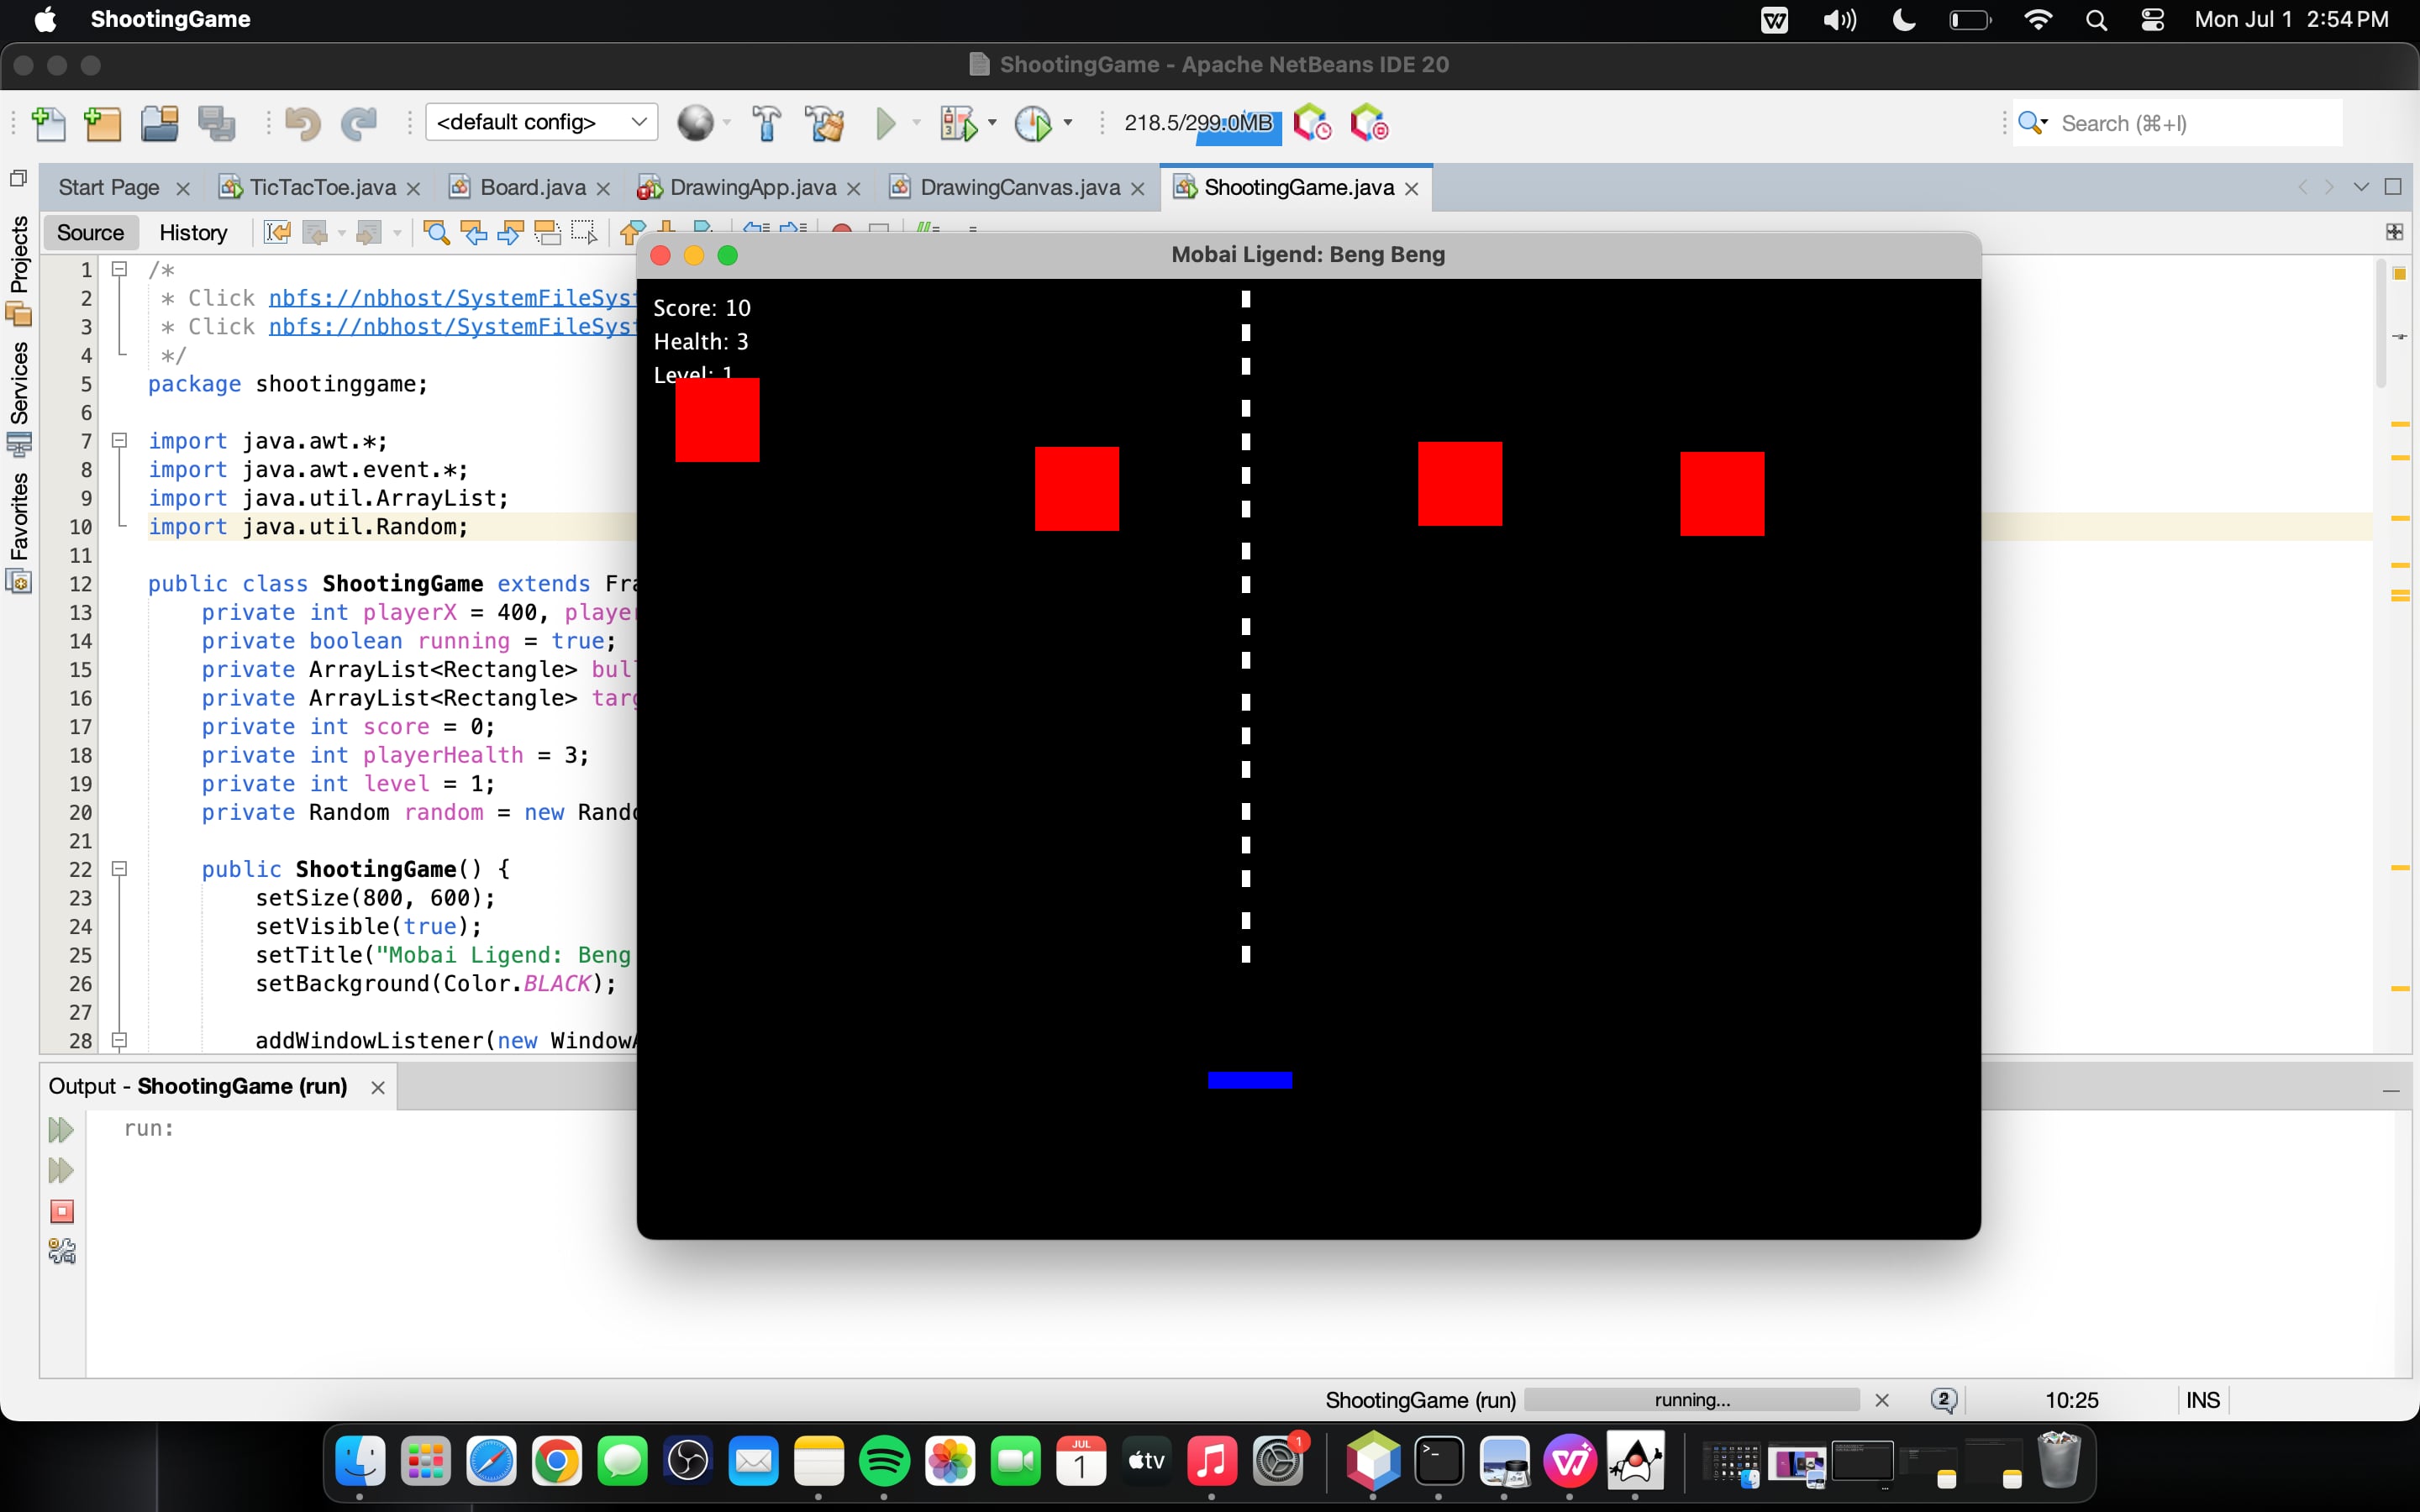 ShootingGame
Mon Jul 1 2:54 PM
ShootingGame - Apache NetBeans IDE 20
<default config>
218.5/299.0MB
Search (⌘+I)
Start Page
TicTacToe.java
Board.java
DrawingApp.java
DrawingCanvas.java
ShootingGame.java
Source
History
Projects
Services
Favorites
1 /*
2 * Click nbfs://nbhost/SystemFileSyst
3 * Click nbfs://nbhost/SystemFileSyst
4 */
5 package shootinggame;
6
7 import java.awt.*;
8 import java.awt.event.*;
9 import java.util.ArrayList;
10 import java.util.Random;
11
12 public class ShootingGame extends Fra
13 private int playerX = 400, player
14 private boolean running = true;
15 private ArrayList<Rectangle> bul
16 private ArrayList<Rectangle> targ
17 private int score = 0;
18 private int playerHealth = 3;
19 private int level = 1;
20 private Random random = new Rando
21
22 public ShootingGame() {
23 setSize(800, 600);
24 setVisible(true);
25 setTitle("Mobai Ligend: Beng
26 setBackground(Color.BLACK);
27
28 addWindowListener(new WindowA
Mobai Ligend: Beng Beng
Score: 10
Health: 3
Level: 1
Output - ShootingGame (run)
run:
ShootingGame (run)
running...
2
10:25
INS
JUL
1
tv
1